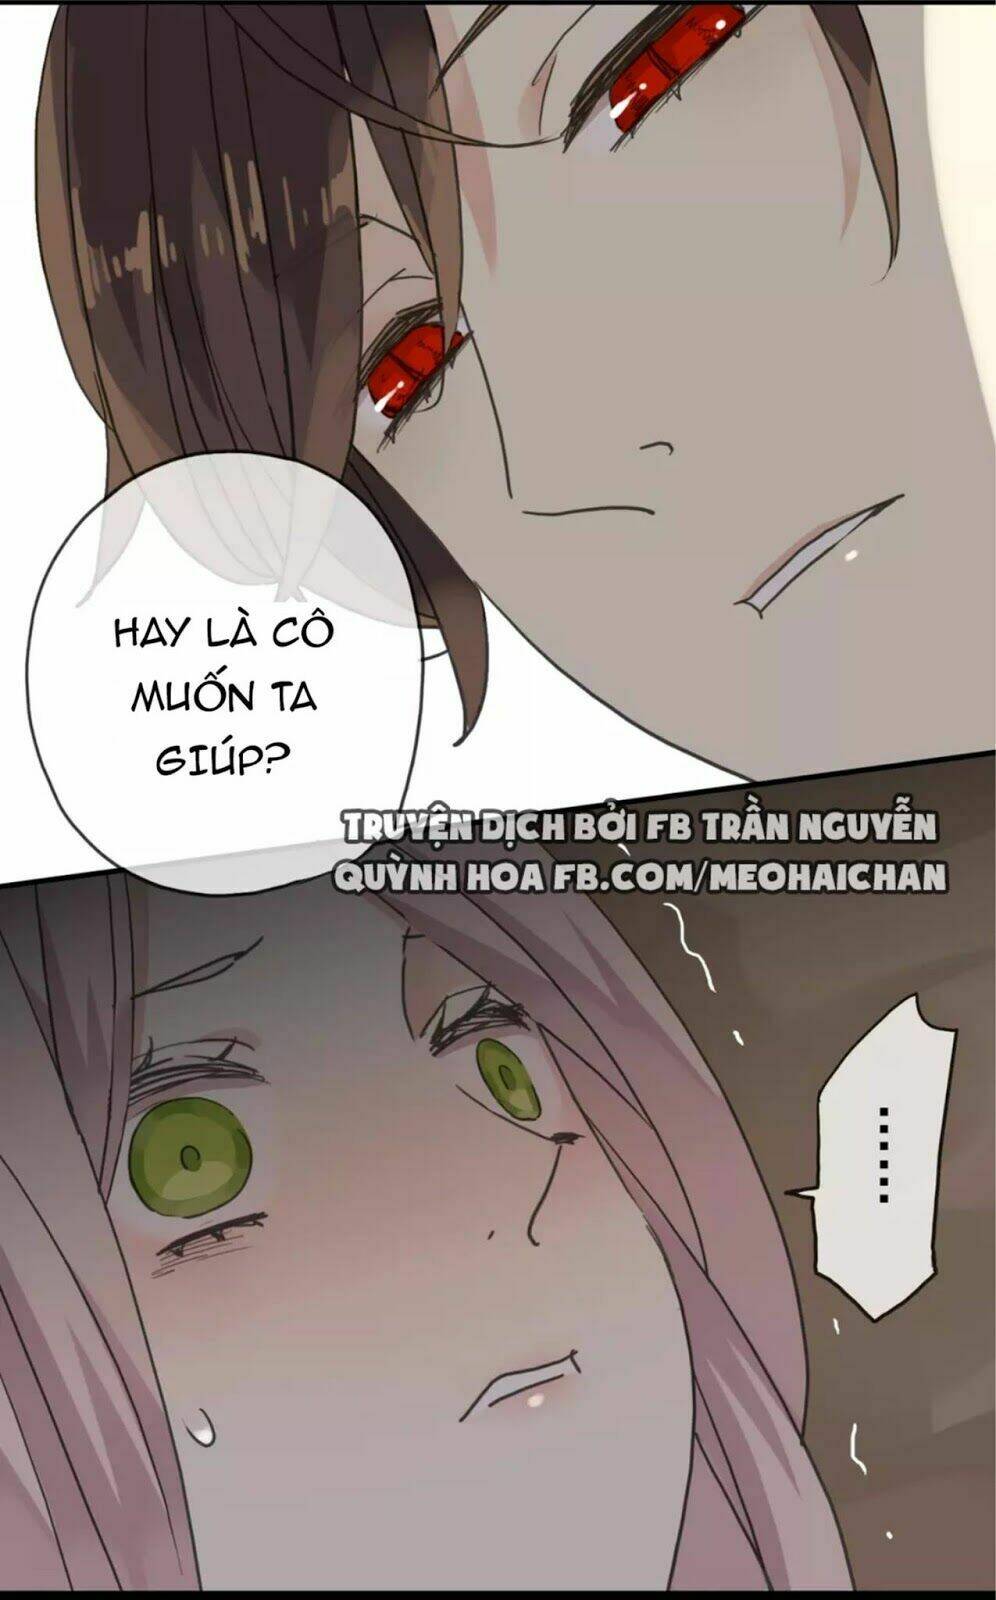 HAY LÀ CÔ
MUỐN TA
GIÚP?
TRUYỆN DỊCH BỞI FB TRẦN NGUYỄN
QUỲNH HOA FB.COM/MEOHAICHAN
.......